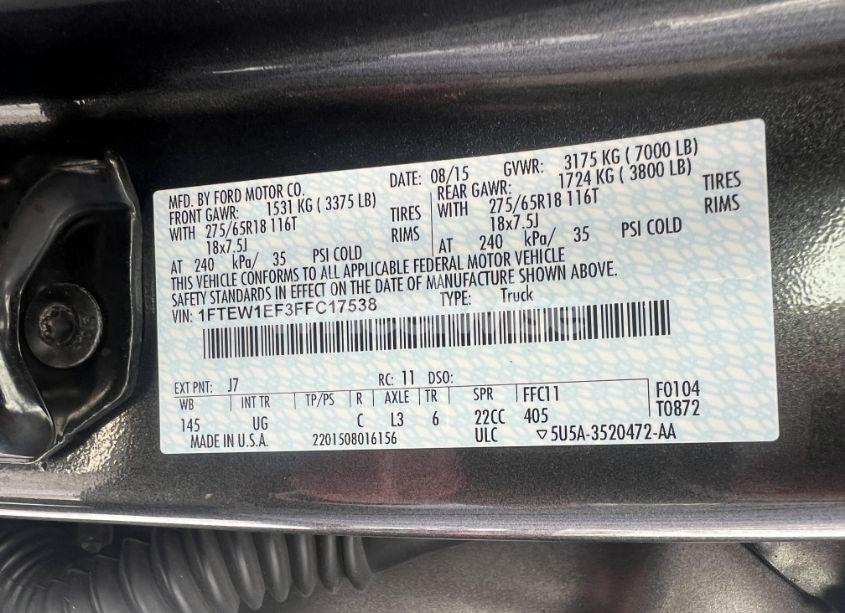 MFD. BY FORD MOTOR CO.
DATE: 08/15 GVWR: 3175 KG ( 7000 LB)
FRONT GAWR: 1531 KG ( 3375 LB) REAR GAWR: 1724 KG ( 3800 LB)
WITH 275/65R18 116T TIRES WITH 275/65R18 116T TIRES
18x7.5J RIMS 18x7.5J RIMS
AT 240 kPa/ 35 PSI COLD AT 240 kPa/ 35 PSI COLD
THIS VEHICLE CONFORMS TO ALL APPLICABLE FEDERAL MOTOR VEHICLE
SAFETY STANDARDS IN EFFECT ON THE DATE OF MANUFACTURE SHOWN ABOVE.
VIN: 1FTEW1EF3FFC17538 TYPE: Truck
EXT PNT: J7 RC: 11 DSO:
WB INT TR TP/PS R AXLE TR SPR FFC11 F0104
145 UG C L3 6 22CC 405 T0872
MADE IN U.S.A. 2201508016156 ULC ▽5U5A-3520472-AA